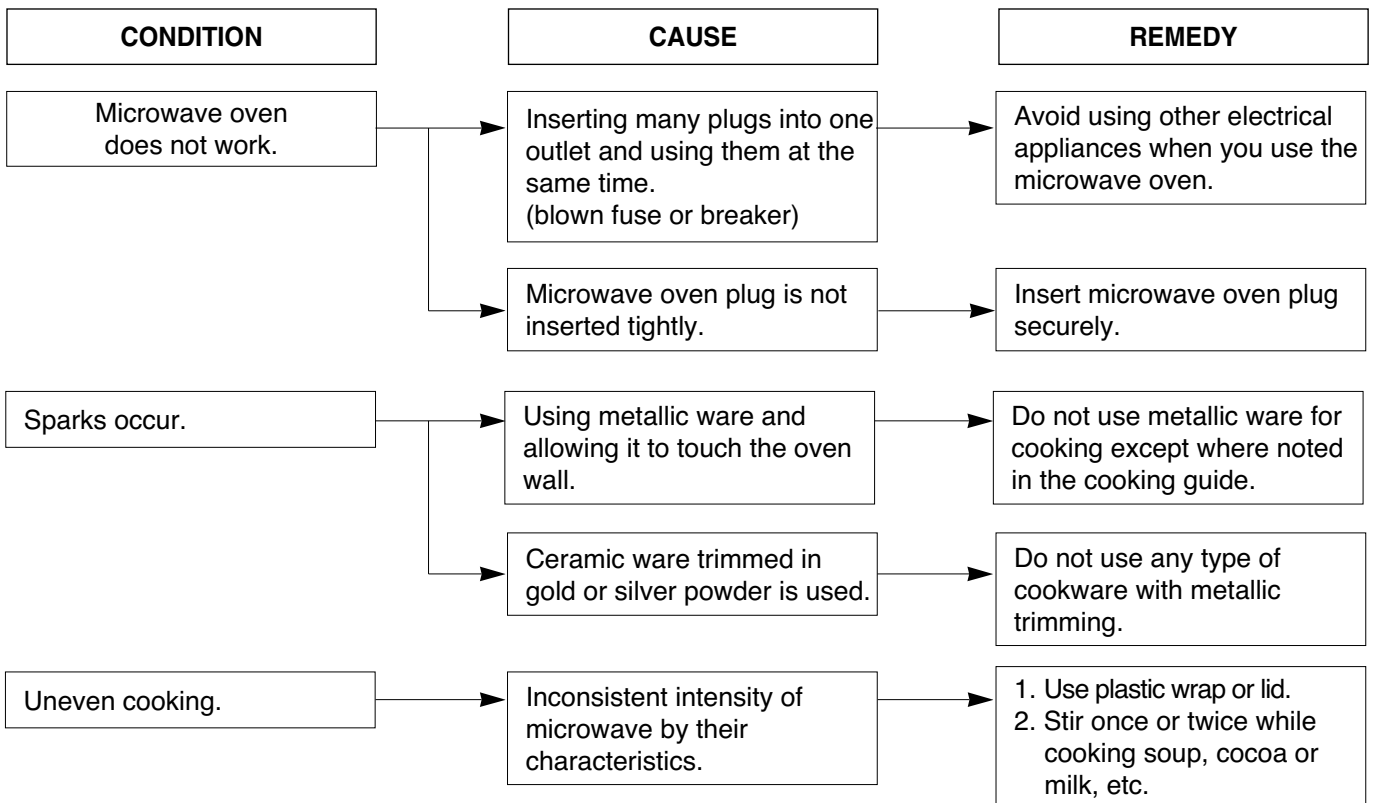 CONDITION
CAUSE
REMEDY
Microwave oven
does not work.
Inserting many plugs into one
outlet and using them at the
same time.
(blown fuse or breaker)
Avoid using other electrical
appliances when you use the
microwave oven.
Microwave oven plug is not
inserted tightly.
Insert microwave oven plug
securely.
Sparks occur.
Using metallic ware and
allowing it to touch the oven
wall.
Do not use metallic ware for
cooking except where noted
in the cooking guide.
Ceramic ware trimmed in
gold or silver powder is used.
Do not use any type of
cookware with metallic
trimming.
Uneven cooking.
Inconsistent intensity of
microwave by their
characteristics.
1. Use plastic wrap or lid.
2. Stir once or twice while
cooking soup, cocoa or
milk, etc.